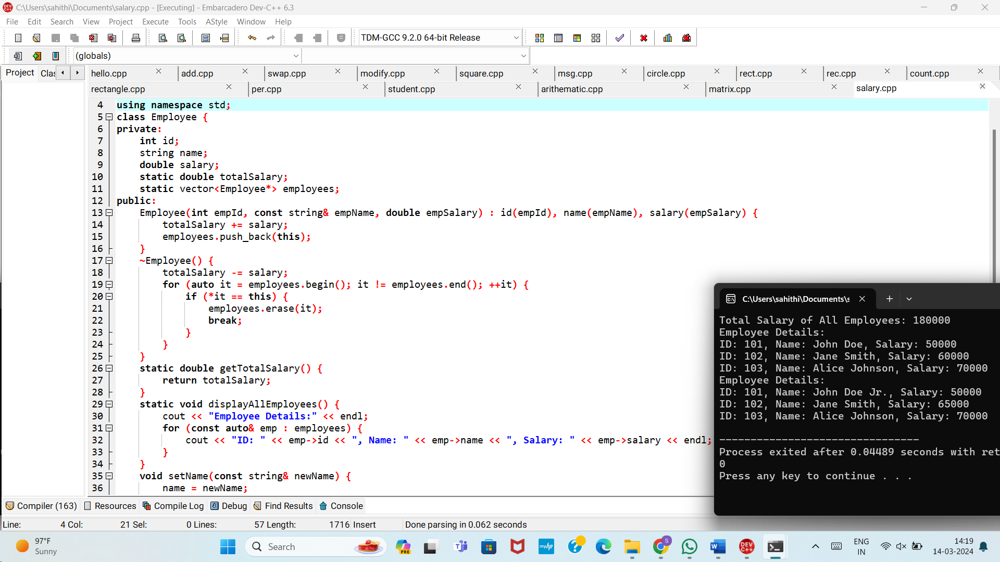 C:\Users\sahithi\Documents\salary.cpp - [Executing] - Embarcadero Dev-C++ 6.3
File Edit Search View Project Execute Tools AStyle Window Help
TDM-GCC 9.2.0 64-bit Release
(globals)
Project Clas hello.cpp add.cpp swap.cpp modify.cpp square.cpp msg.cpp circle.cpp rect.cpp rec.cpp count.cpp
rectangle.cpp per.cpp student.cpp arithematic.cpp matrix.cpp salary.cpp
4 using namespace std;
5 class Employee {
6 private:
7     int id;
8     string name;
9     double salary;
10     static double totalSalary;
11     static vector<Employee*> employees;
12 public:
13     Employee(int empId, const string& empName, double empSalary) : id(empId), name(empName), salary(empSalary) {
14         totalSalary += salary;
15         employees.push_back(this);
16     }
17     ~Employee() {
18         totalSalary -= salary;
19         for (auto it = employees.begin(); it != employees.end(); ++it) {
20             if (*it == this) {
21                 employees.erase(it);
22                 break;
23             }
24         }
25     }
26     static double getTotalSalary() {
27         return totalSalary;
28     }
29     static void displayAllEmployees() {
30         cout << "Employee Details:" << endl;
31         for (const auto& emp : employees) {
32             cout << "ID: " << emp->id << ", Name: " << emp->name << ", Salary: " << emp->salary << endl;
33         }
34     }
35     void setName(const string& newName) {
36         name = newName;
C:\Users\sahithi\Documents\s
Total Salary of All Employees: 180000
Employee Details:
ID: 101, Name: John Doe, Salary: 50000
ID: 102, Name: Jane Smith, Salary: 60000
ID: 103, Name: Alice Johnson, Salary: 70000
Employee Details:
ID: 101, Name: John Doe Jr., Salary: 50000
ID: 102, Name: Jane Smith, Salary: 65000
ID: 103, Name: Alice Johnson, Salary: 70000
--------------------------------
Process exited after 0.04489 seconds with ret
0
Press any key to continue . . .
Compiler (163) Resources Compile Log Debug Find Results Console
Line: 4 Col: 21 Sel: 0 Lines: 57 Length: 1716 Insert Done parsing in 0.062 seconds
97°F
Sunny
Search
PRE
myhp
S
DEV C++
ENG
IN
14:19
14-03-2024